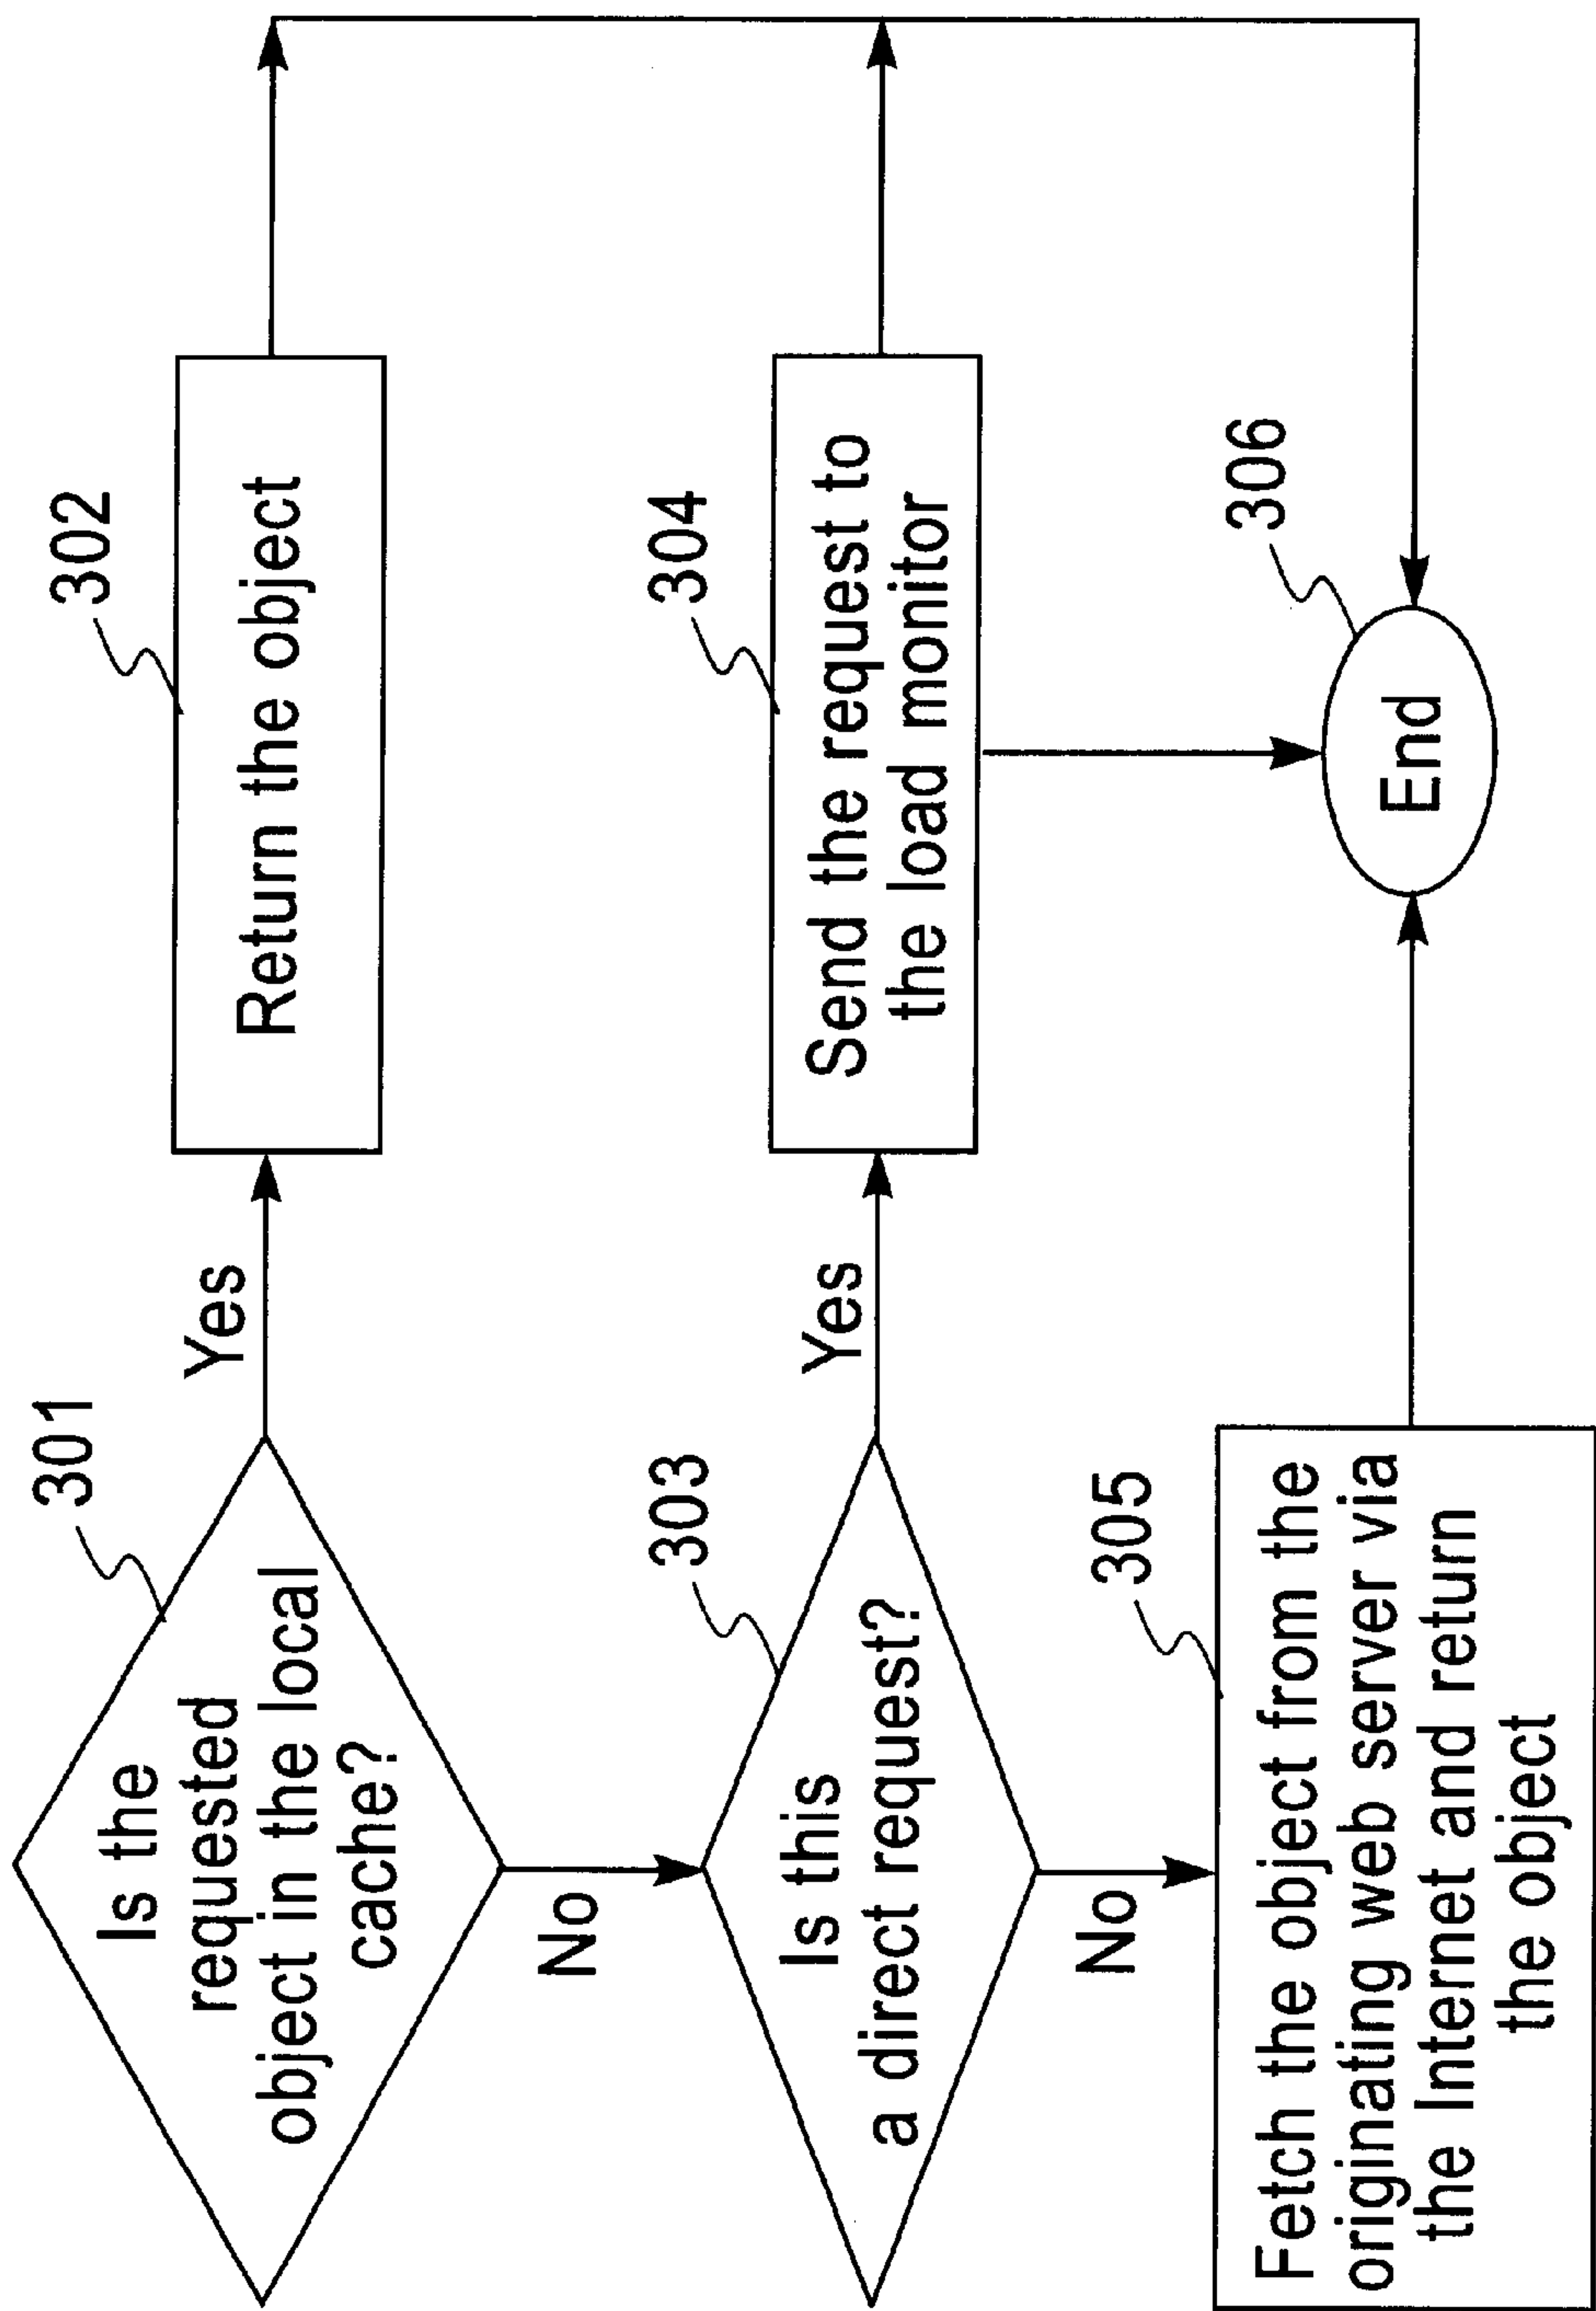 301
Is the
requested
object in the local
cache?
Yes
302
Return the object
No
303
Is this
a direct request?
Yes
304
Send the request to
the load monitor
No
305
Fetch the object from the
originating web server via
the Internet and return
the object
306
End